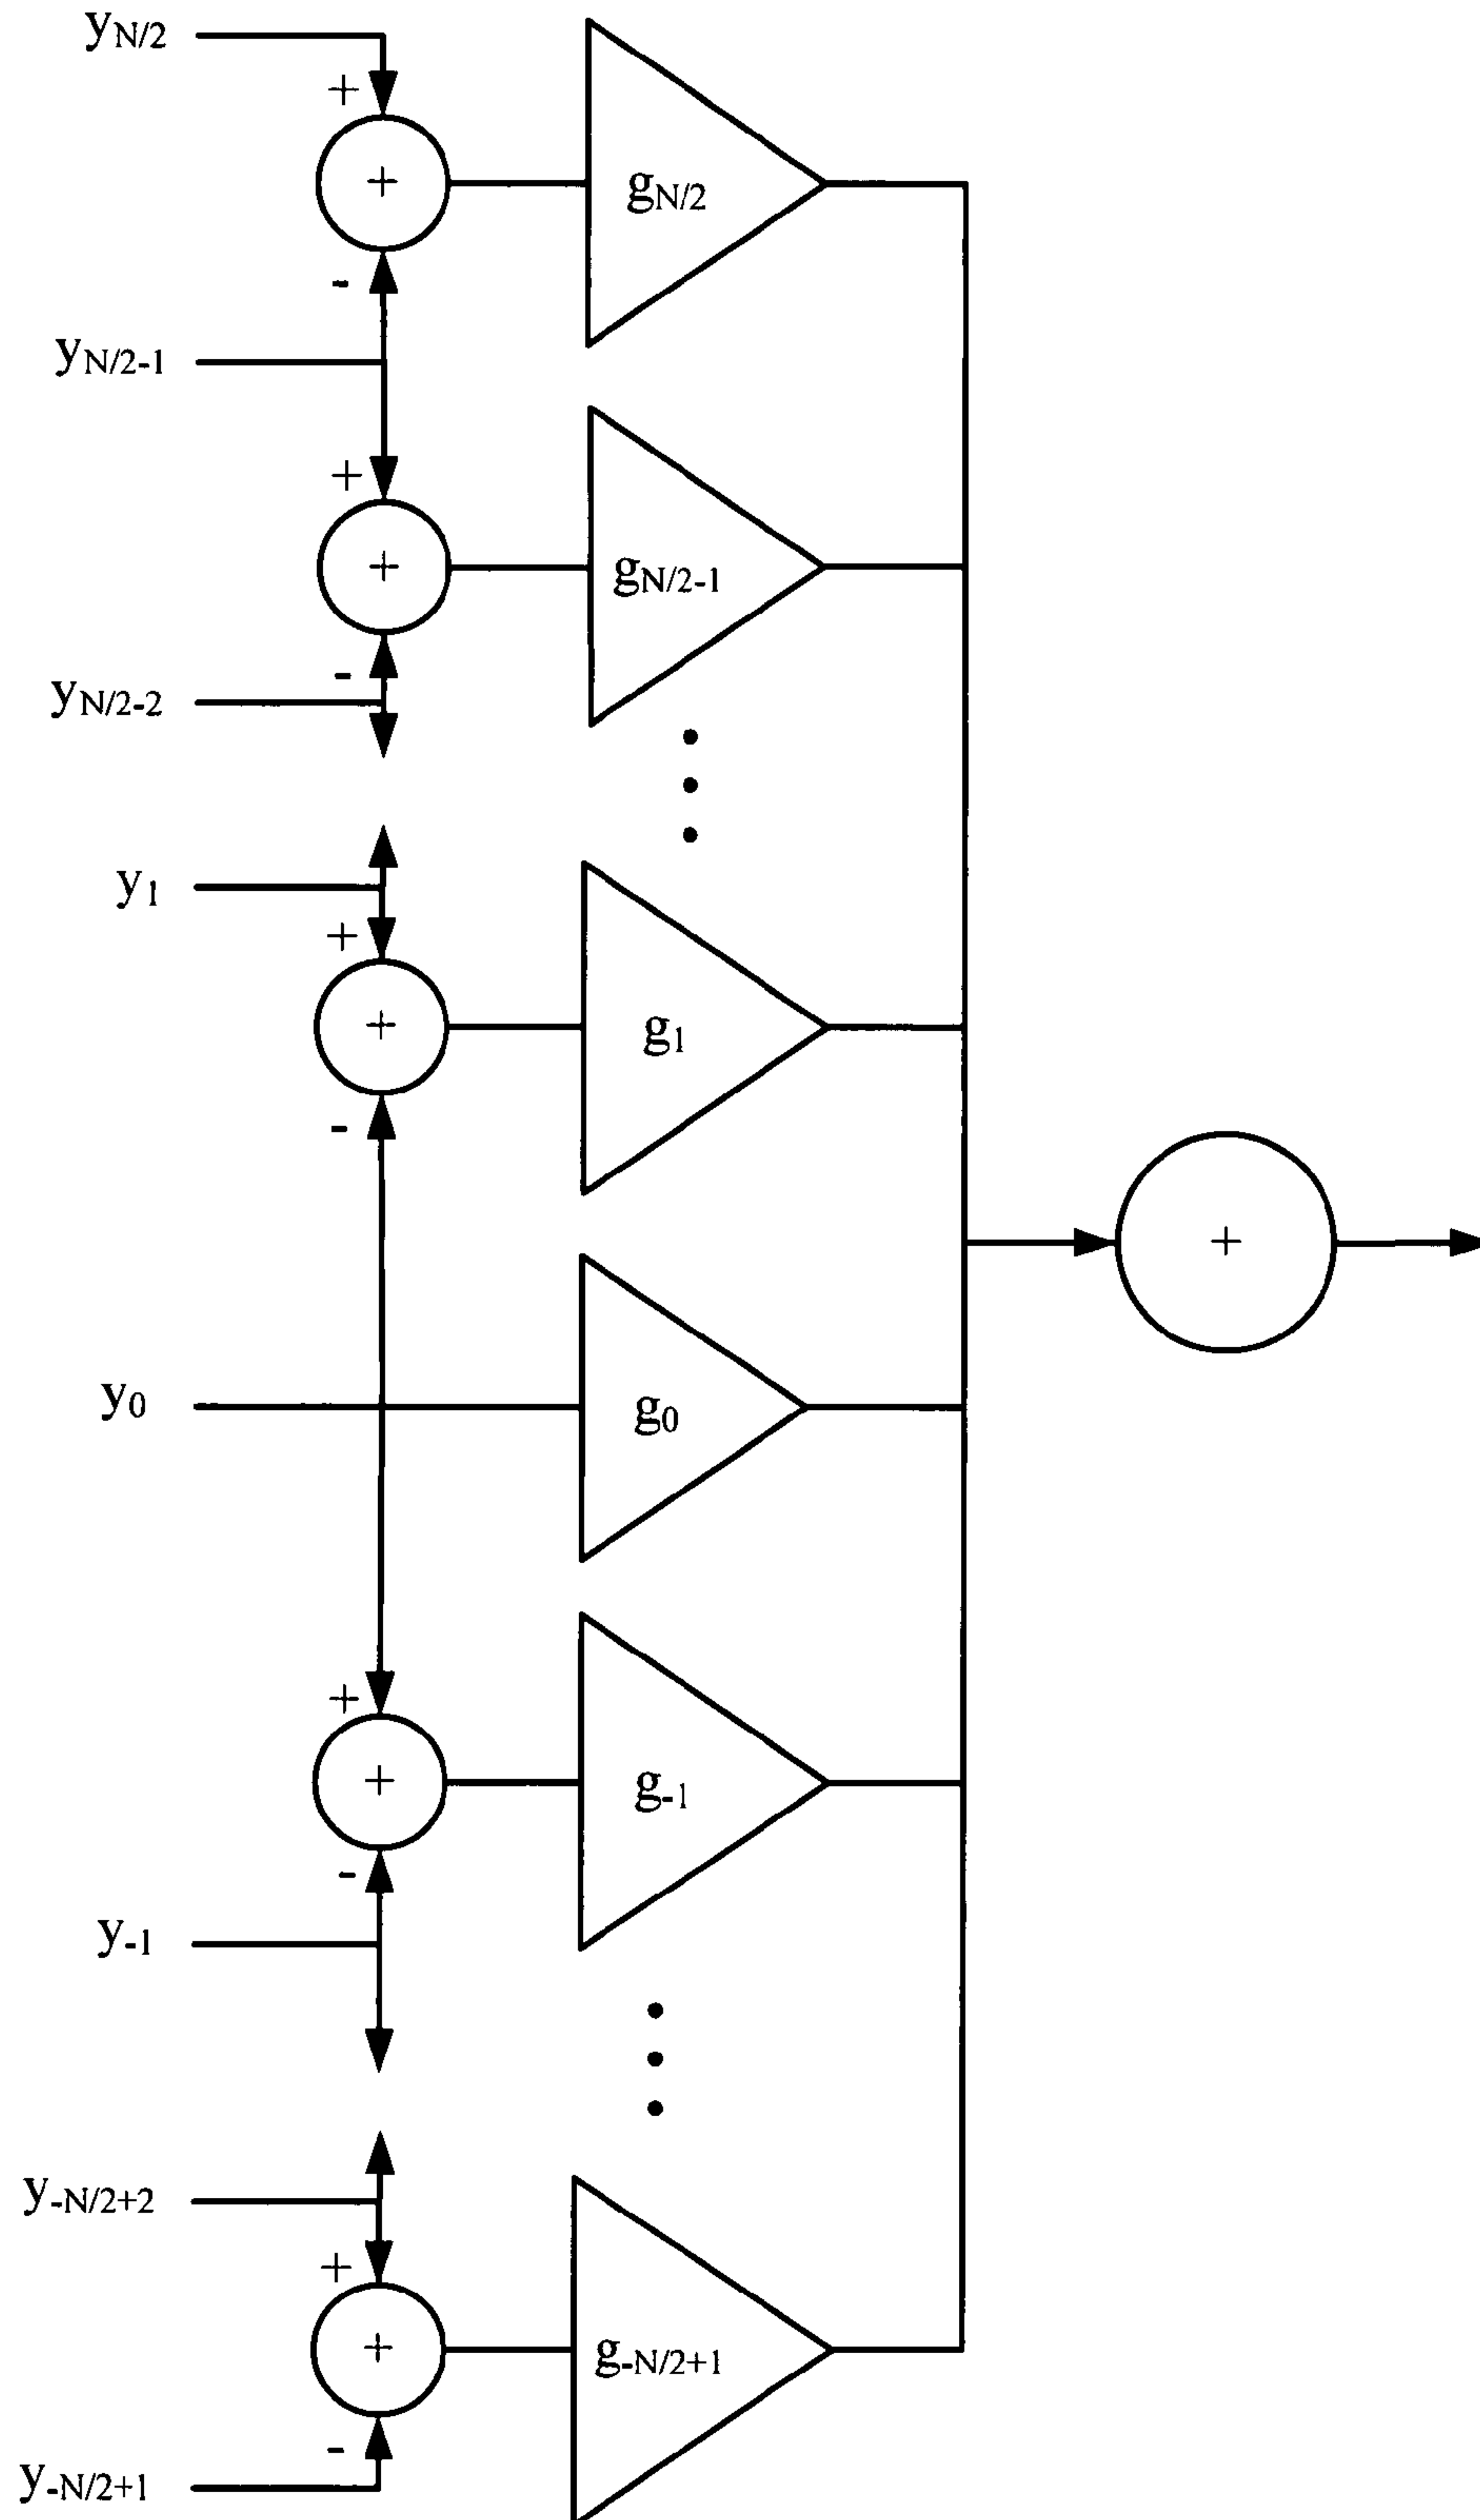 yN/2
+
+
gN/2
-
yN/2-1
+
+
gN/2-1
-
yN/2-2
y1
+
+
g1
-
+
y0
g0
+
+
g-1
-
y-1
y-N/2+2
+
+
g-N/2+1
-
y-N/2+1